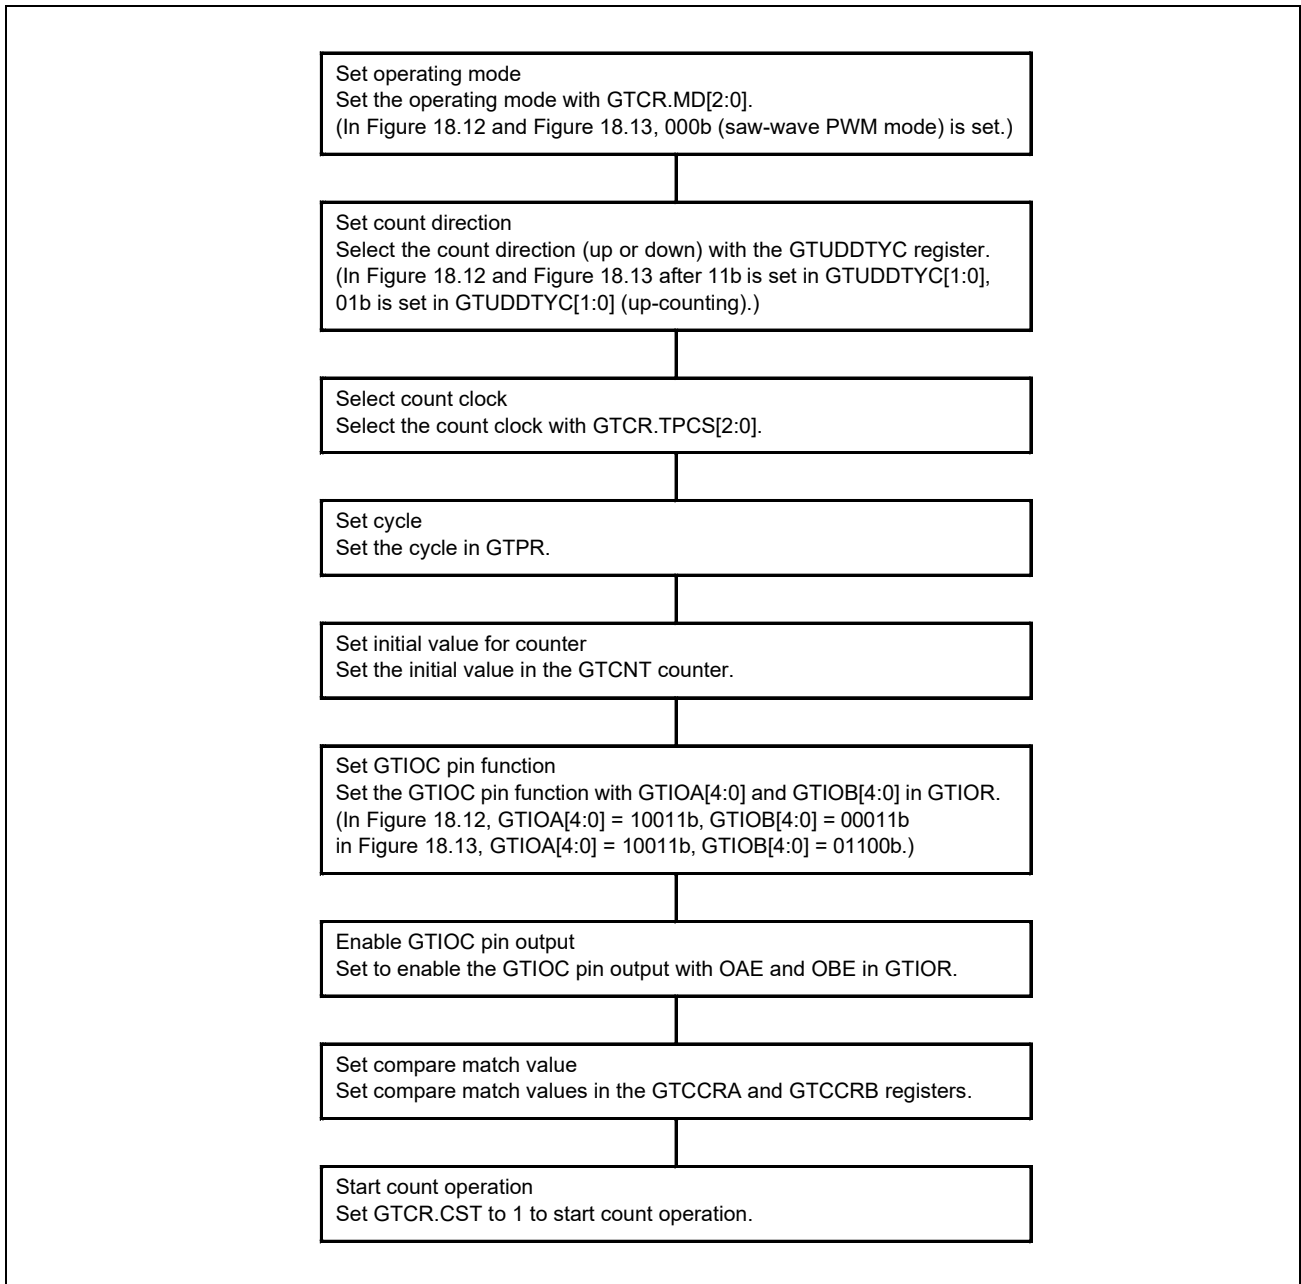 Set operating mode
Set the operating mode with GTCR.MD[2:0].
(In Figure 18.12 and Figure 18.13, 000b (saw-wave PWM mode) is set.)
Set count direction
Select the count direction (up or down) with the GTUDDTYC register.
(In Figure 18.12 and Figure 18.13 after 11b is set in GTUDDTYC[1:0],
01b is set in GTUDDTYC[1:0] (up-counting).)
Select count clock
Select the count clock with GTCR.TPCS[2:0].
Set cycle
Set the cycle in GTPR.
Set initial value for counter
Set the initial value in the GTCNT counter.
Set GTIOC pin function
Set the GTIOC pin function with GTIOA[4:0] and GTIOB[4:0] in GTIOR.
(In Figure 18.12, GTIOA[4:0] = 10011b, GTIOB[4:0] = 00011b
in Figure 18.13, GTIOA[4:0] = 10011b, GTIOB[4:0] = 01100b.)
Enable GTIOC pin output
Set to enable the GTIOC pin output with OAE and OBE in GTIOR.
Set compare match value
Set compare match values in the GTCCRA and GTCCRB registers.
Start count operation
Set GTCR.CST to 1 to start count operation.